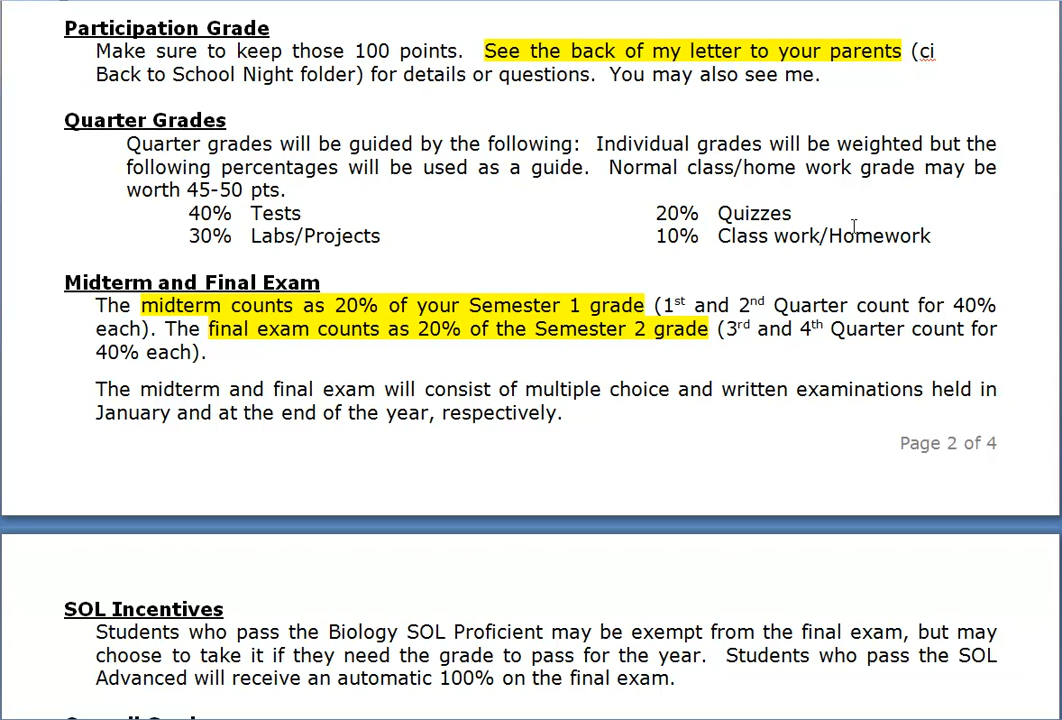 Participation Grade
Make sure to keep those 100 points. See the back of my letter to your parents (ci
Back to School Night folder) for details or questions. You may also see me.
Quarter Grades
Quarter grades will be guided by the following: Individual grades will be weighted but the
following percentages will be used as a guide. Normal class/home work grade may be
worth 45-50 pts.
40% Tests 20% Quizzes
30% Labs/Projects 10% Class work/Homework
Midterm and Final Exam
The midterm counts as 20% of your Semester 1 grade (1st and 2nd Quarter count for 40%
each). The final exam counts as 20% of the Semester 2 grade (3rd and 4th Quarter count for
40% each).
The midterm and final exam will consist of multiple choice and written examinations held in
January and at the end of the year, respectively.
Page 2 of 4
SOL Incentives
Students who pass the Biology SOL Proficient may be exempt from the final exam, but may
choose to take it if they need the grade to pass for the year. Students who pass the SOL
Advanced will receive an automatic 100% on the final exam.